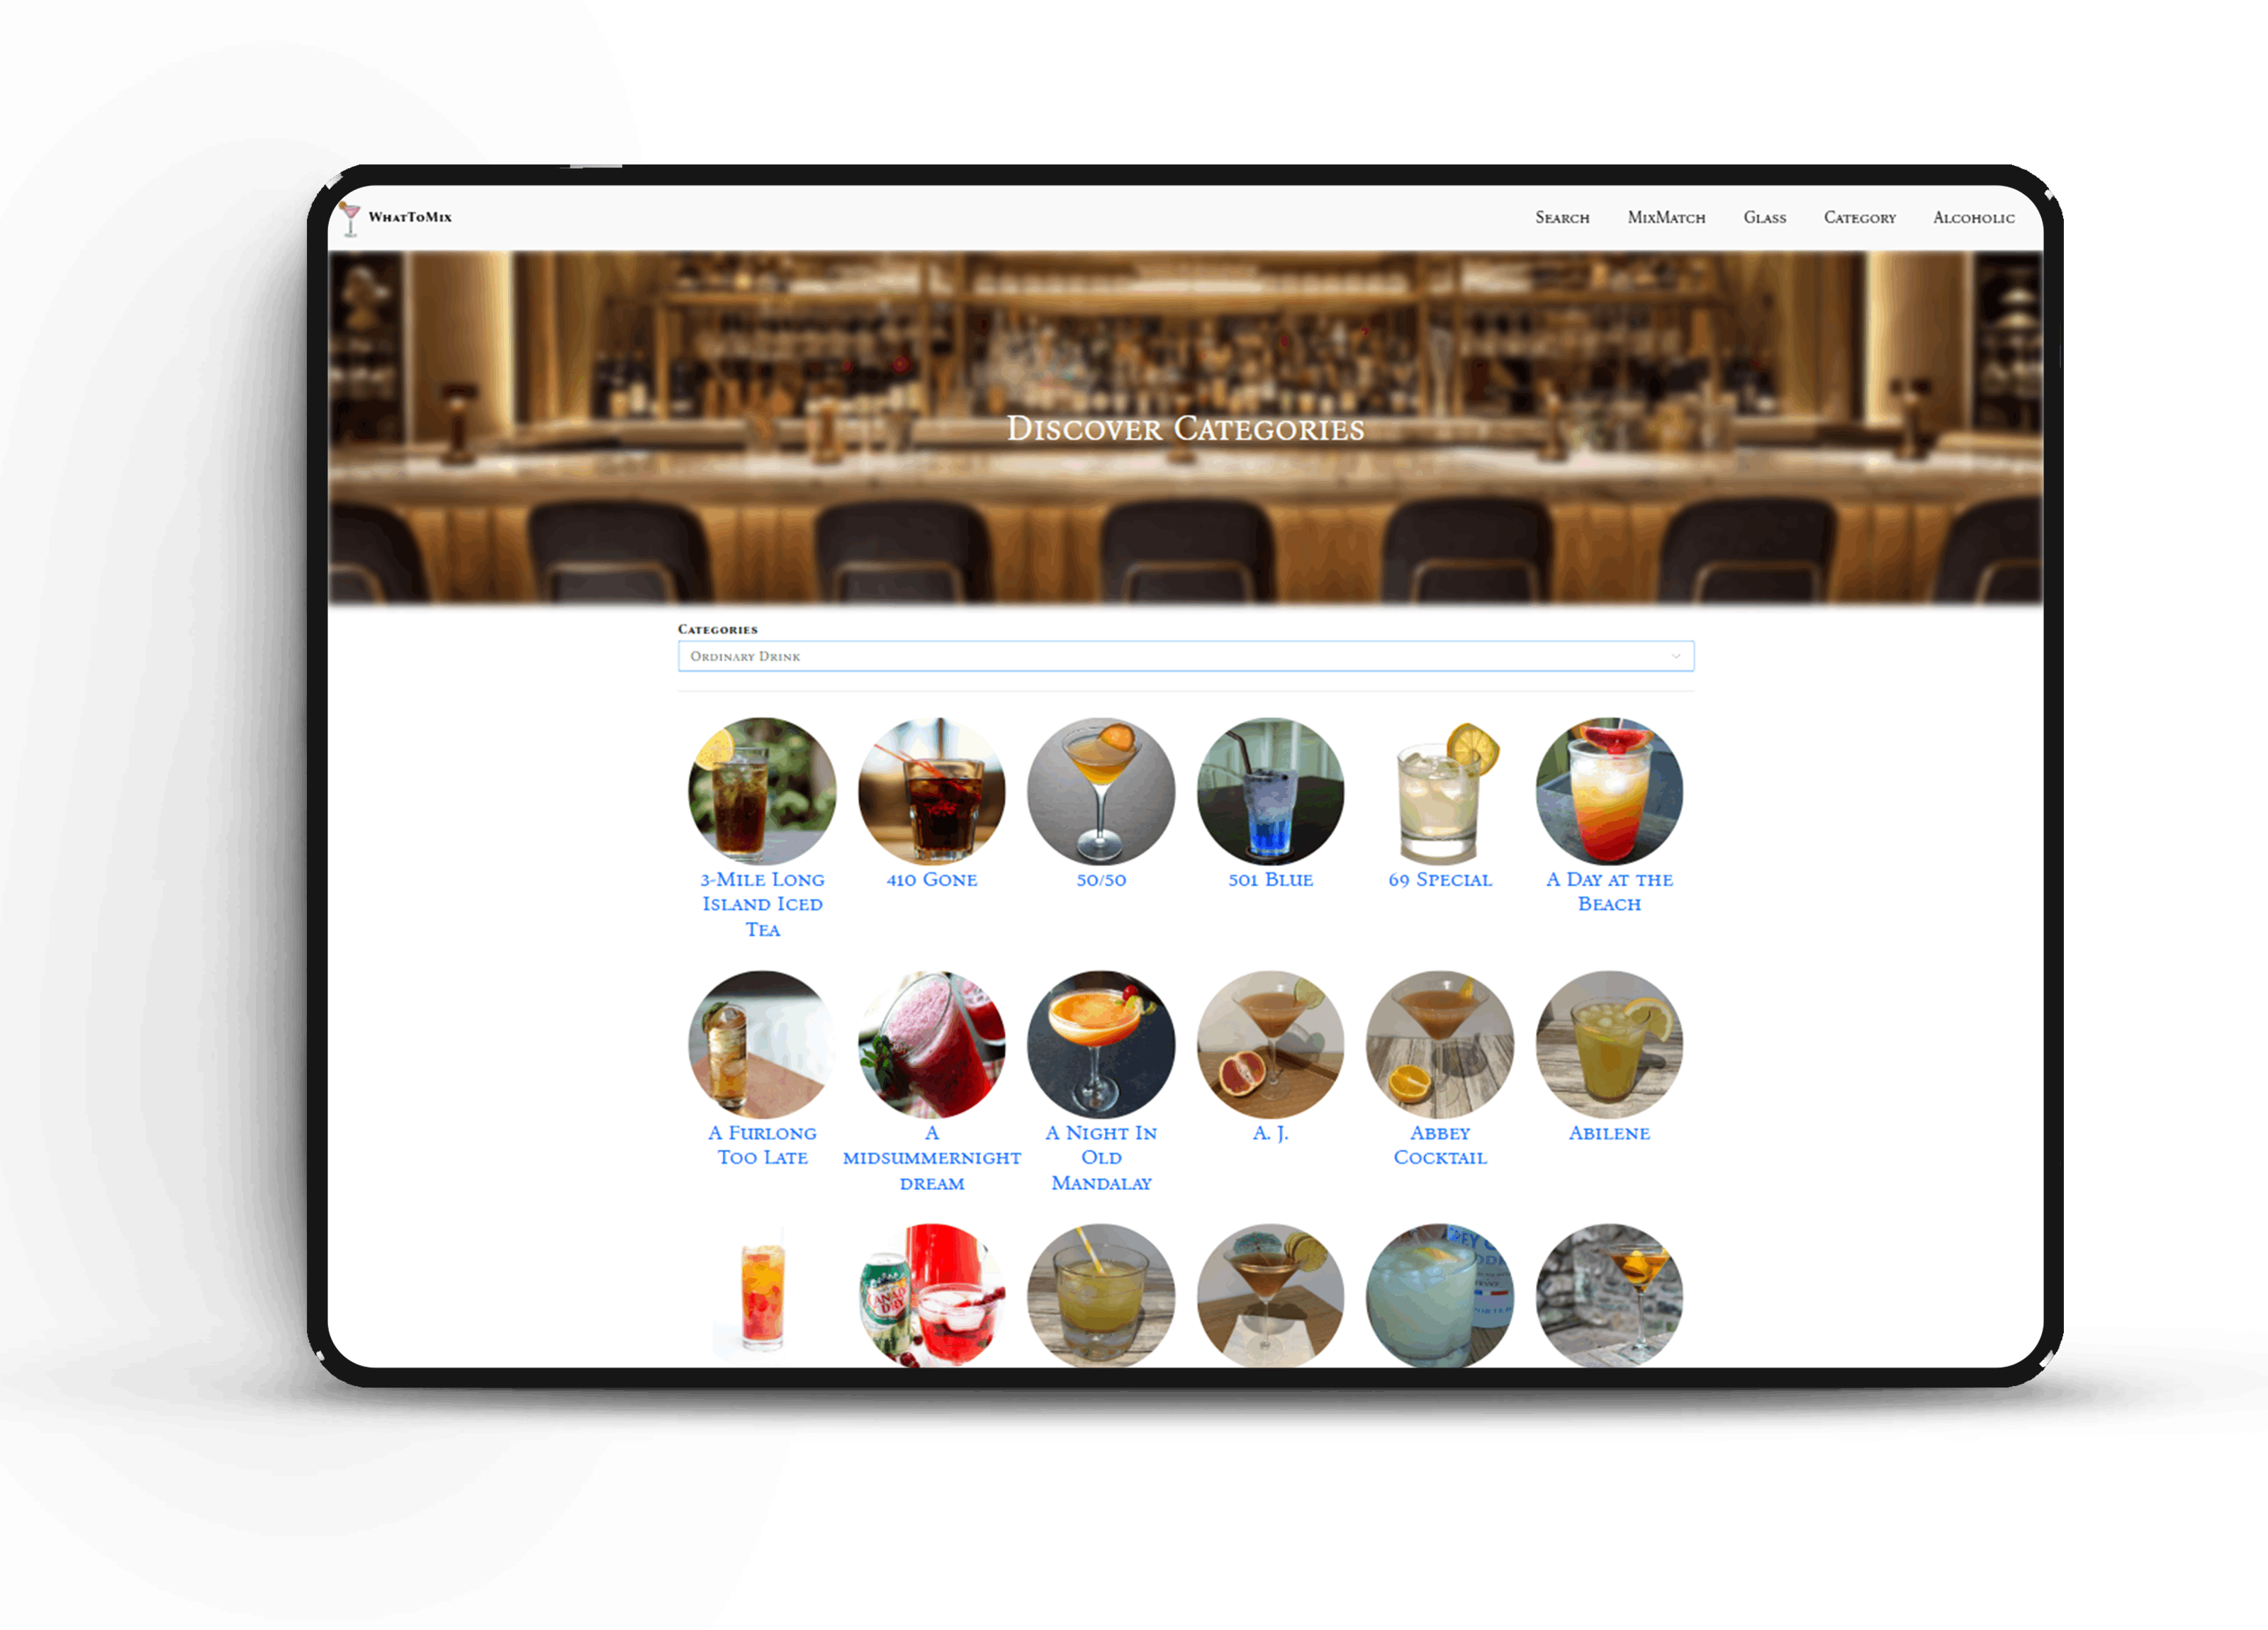 WhatToMix
Search MixMatch Glass Category Alcoholic
Discover Categories
Categories
Ordinary Drink
3-Mile Long
Island Iced
Tea
410 Gone
50/50
501 Blue
69 Special
A Day at the
Beach
A Furlong
Too Late
A
midsummernight
dream
A Night In
Old
Mandalay
A. J.
Abbey
Cocktail
Abilene
CANADA
DRY